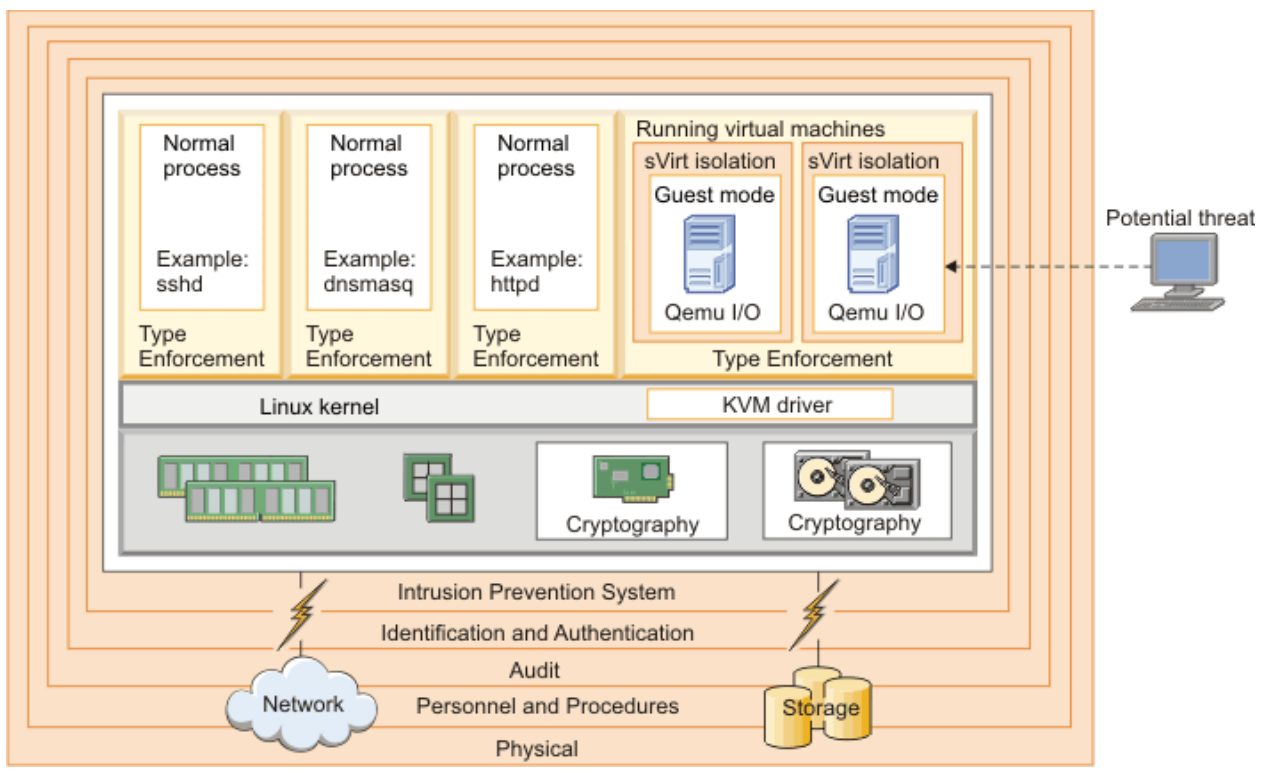 Normal
process
Example:
sshd
Type
Enforcement
Normal
process
Example:
dnsmasq
Type
Enforcement
Normal
process
Example:
httpd
Type
Enforcement
Running virtual machines
sVirt isolation
Guest mode
Qemu I/O
sVirt isolation
Guest mode
Qemu I/O
Type Enforcement
Potential threat
Linux kernel
KVM driver
Cryptography
Cryptography
Intrusion Prevention System
Identification and Authentication
Audit
Network
Personnel and Procedures
Storage
Physical